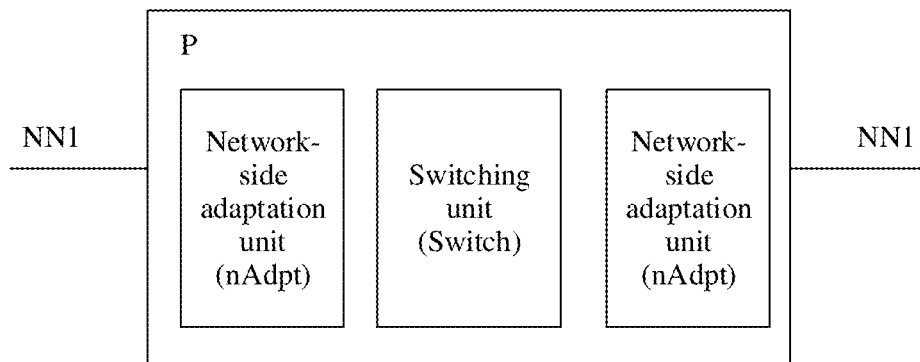 P
NN1
Network-
side
adaptation
unit
(nAdpt)
Switching
unit
(Switch)
Network-
side
adaptation
unit
(nAdpt)
NN1